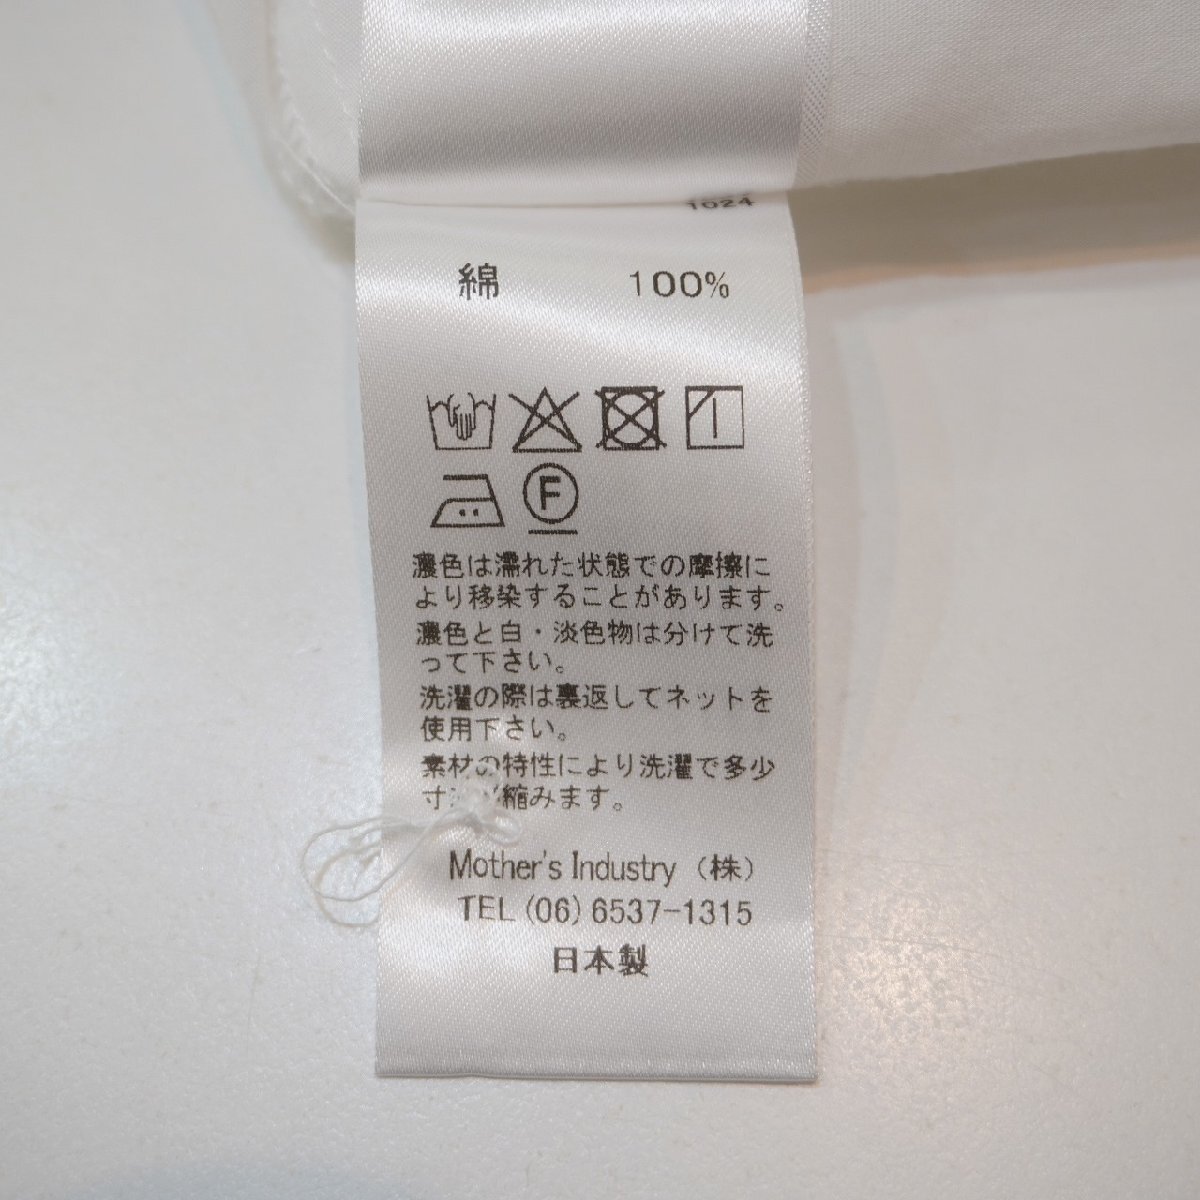 1024
綿 100%
F
濃色は濡れた状態での摩擦に
より移染することがあります。
濃色と白・淡色物は分けて洗
って下さい。
洗濯の際は裏返してネットを
使用下さい。
素材の特性により洗濯で多少
寸 縮みます。
Mother's Industry (株)
TEL (06) 6537-1315
日本製